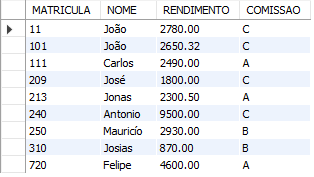 MATRICULA NOME RENDIMENTO COMISSAO
11 João 2780.00 C
101 João 2650.32 C
111 Carlos 2490.00 A
209 José 1800.00 C
213 Jonas 2300.50 A
240 Antonio 9500.00 C
250 Mauricío 2930.00 B
310 Josias 870.00 B
720 Felipe 4600.00 A